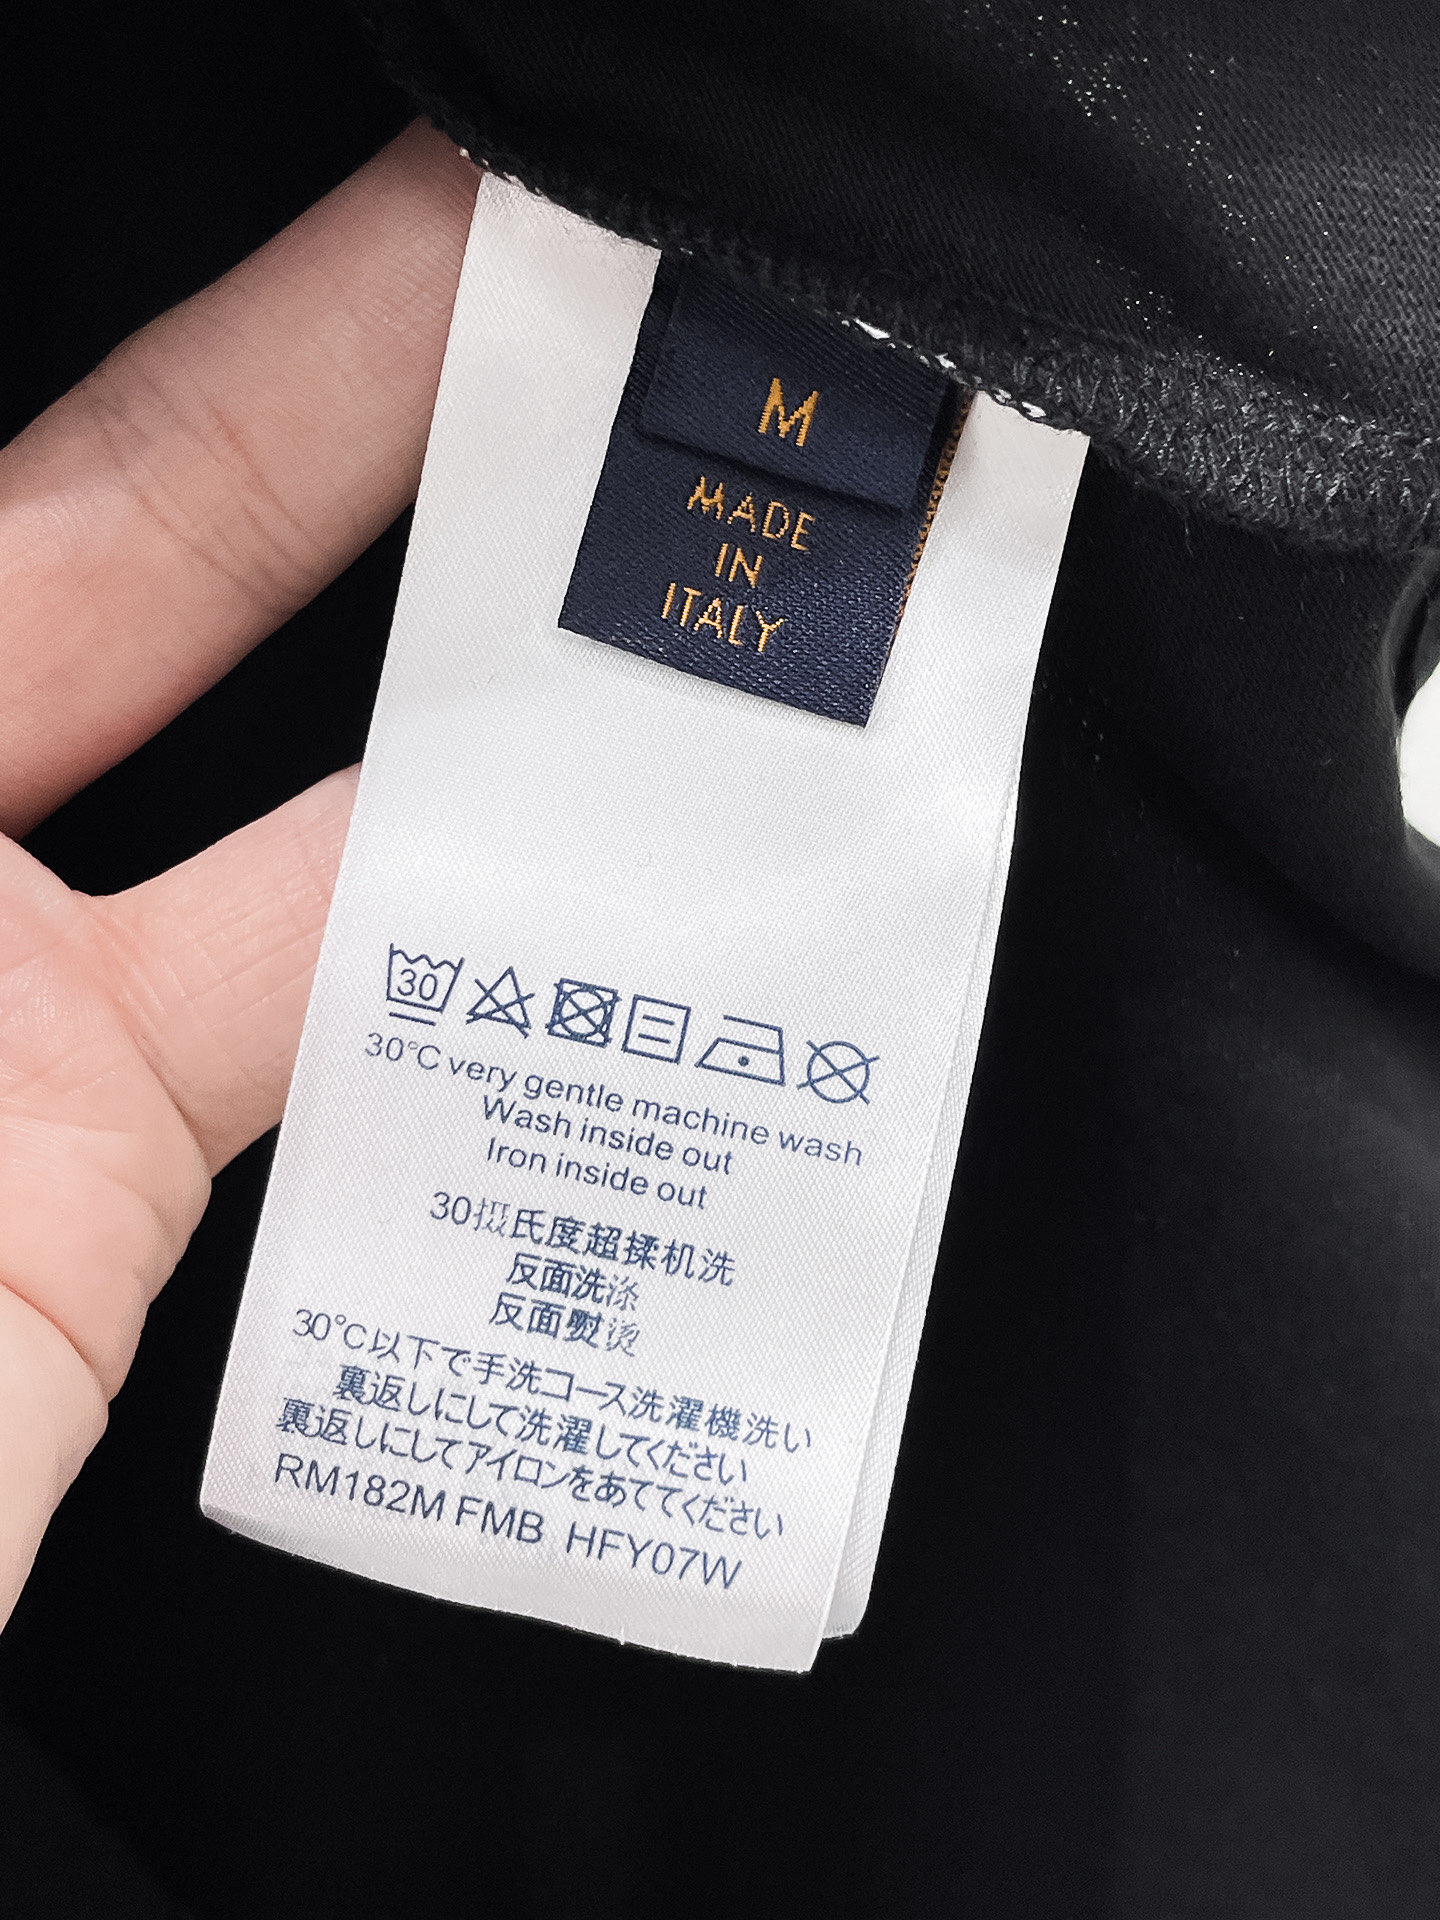 M
MADE
IN
ITALY
30
30°C very gentle machine wash
Wash inside out
Iron inside out
30摄氏度超揉机洗
反面洗涤
反面熨烫
30℃以下で手洗コース洗濯機洗い
裏返しにして洗濯してください
裏返しにしてアイロンをあててください
RM182M FMB HFY07W